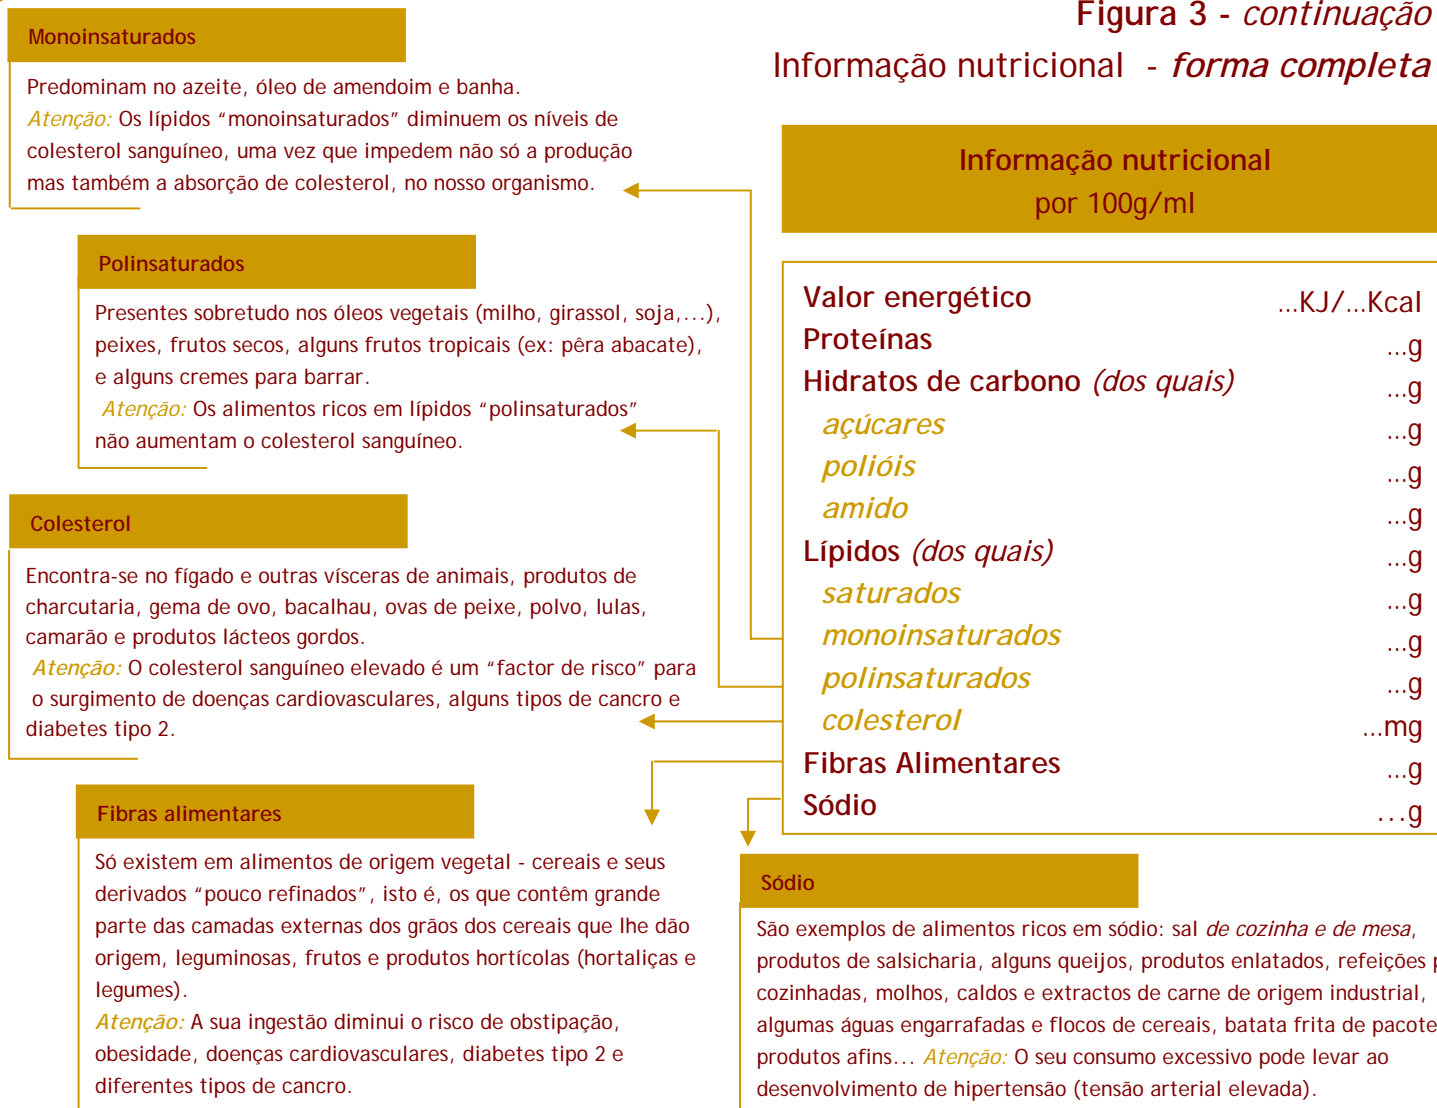 Figura 3 - continuação
Informação nutricional - forma completa
Monoinsaturados
Predominam no azeite, óleo de amendoim e banha.
Atenção: Os lípidos “monoinsaturados” diminuem os níveis de
colesterol sanguíneo, uma vez que impedem não só a produção
mas também a absorção de colesterol, no nosso organismo.
Polinsaturados
Presentes sobretudo nos óleos vegetais (milho, girassol, soja,...),
peixes, frutos secos, alguns frutos tropicais (ex: pêra abacate),
e alguns cremes para barrar.
Atenção: Os alimentos ricos em lípidos “polinsaturados”
não aumentam o colesterol sanguíneo.
Colesterol
Encontra-se no fígado e outras vísceras de animais, produtos de
charcutaria, gema de ovo, bacalhau, ovas de peixe, polvo, lulas,
camarão e produtos lácteos gordos.
Atenção: O colesterol sanguíneo elevado é um “factor de risco” para
o surgimento de doenças cardiovasculares, alguns tipos de cancro e
diabetes tipo 2.
Fibras alimentares
Só existem em alimentos de origem vegetal - cereais e seus
derivados “pouco refinados”, isto é, os que contêm grande
parte das camadas externas dos grãos dos cereais que lhe dão
origem, leguminosas, frutos e produtos hortícolas (hortaliças e
legumes).
Atenção: A sua ingestão diminui o risco de obstipação,
obesidade, doenças cardiovasculares, diabetes tipo 2 e
diferentes tipos de cancro.
Informação nutricional
por 100g/ml
Valor energético ...KJ/...Kcal
Proteínas ...g
Hidratos de carbono (dos quais) ...g
açúcares ...g
polióis ...g
amido ...g
Lípidos (dos quais) ...g
saturados ...g
monoinsaturados ...g
polinsaturados ...g
colesterol ...mg
Fibras Alimentares ...g
Sódio ...g
Sódio
São exemplos de alimentos ricos em sódio: sal de cozinha e de mesa,
produtos de salsicharia, alguns queijos, produtos enlatados, refeições
cozinhadas, molhos, caldos e extractos de carne de origem industrial,
algumas águas engarrafadas e flocos de cereais, batata frita de pacote
produtos afins... Atenção: O seu consumo excessivo pode levar ao
desenvolvimento de hipertensão (tensão arterial elevada).